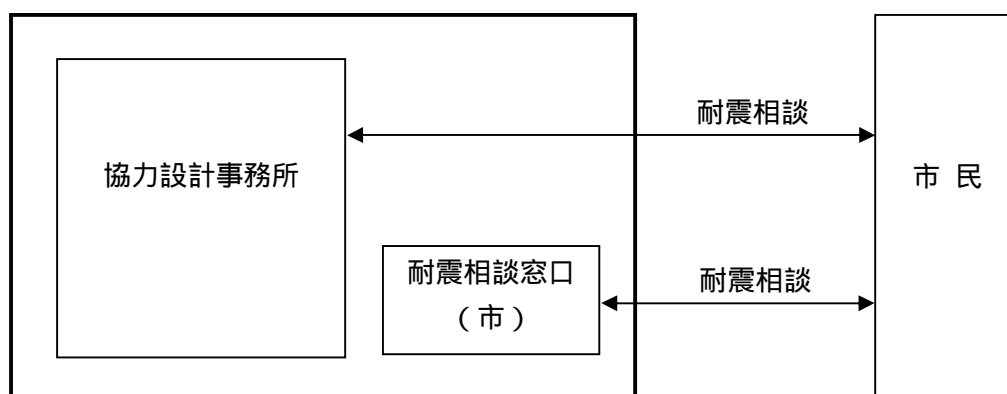 耐震相談
協力設計事務所
市 民
耐震相談窓口
（市）
耐震相談